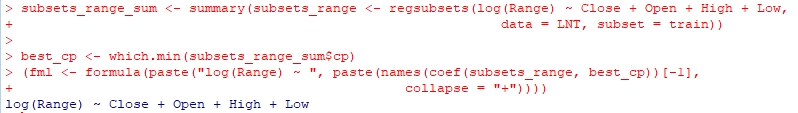 > subsets_range_sum <- summary(subsets_range <- regsubsets(log(Range) ~ Close + Open + High + Low,
+ data = LNT, subset = train))
>
> best_cp <- which.min(subsets_range_sum$cp)
> (fml <- formula(paste("log(Range) ~ ", paste(names(coef(subsets_range, best_cp))[-1],
+ collapse = "+"))))
log(Range) ~ Close + Open + High + Low